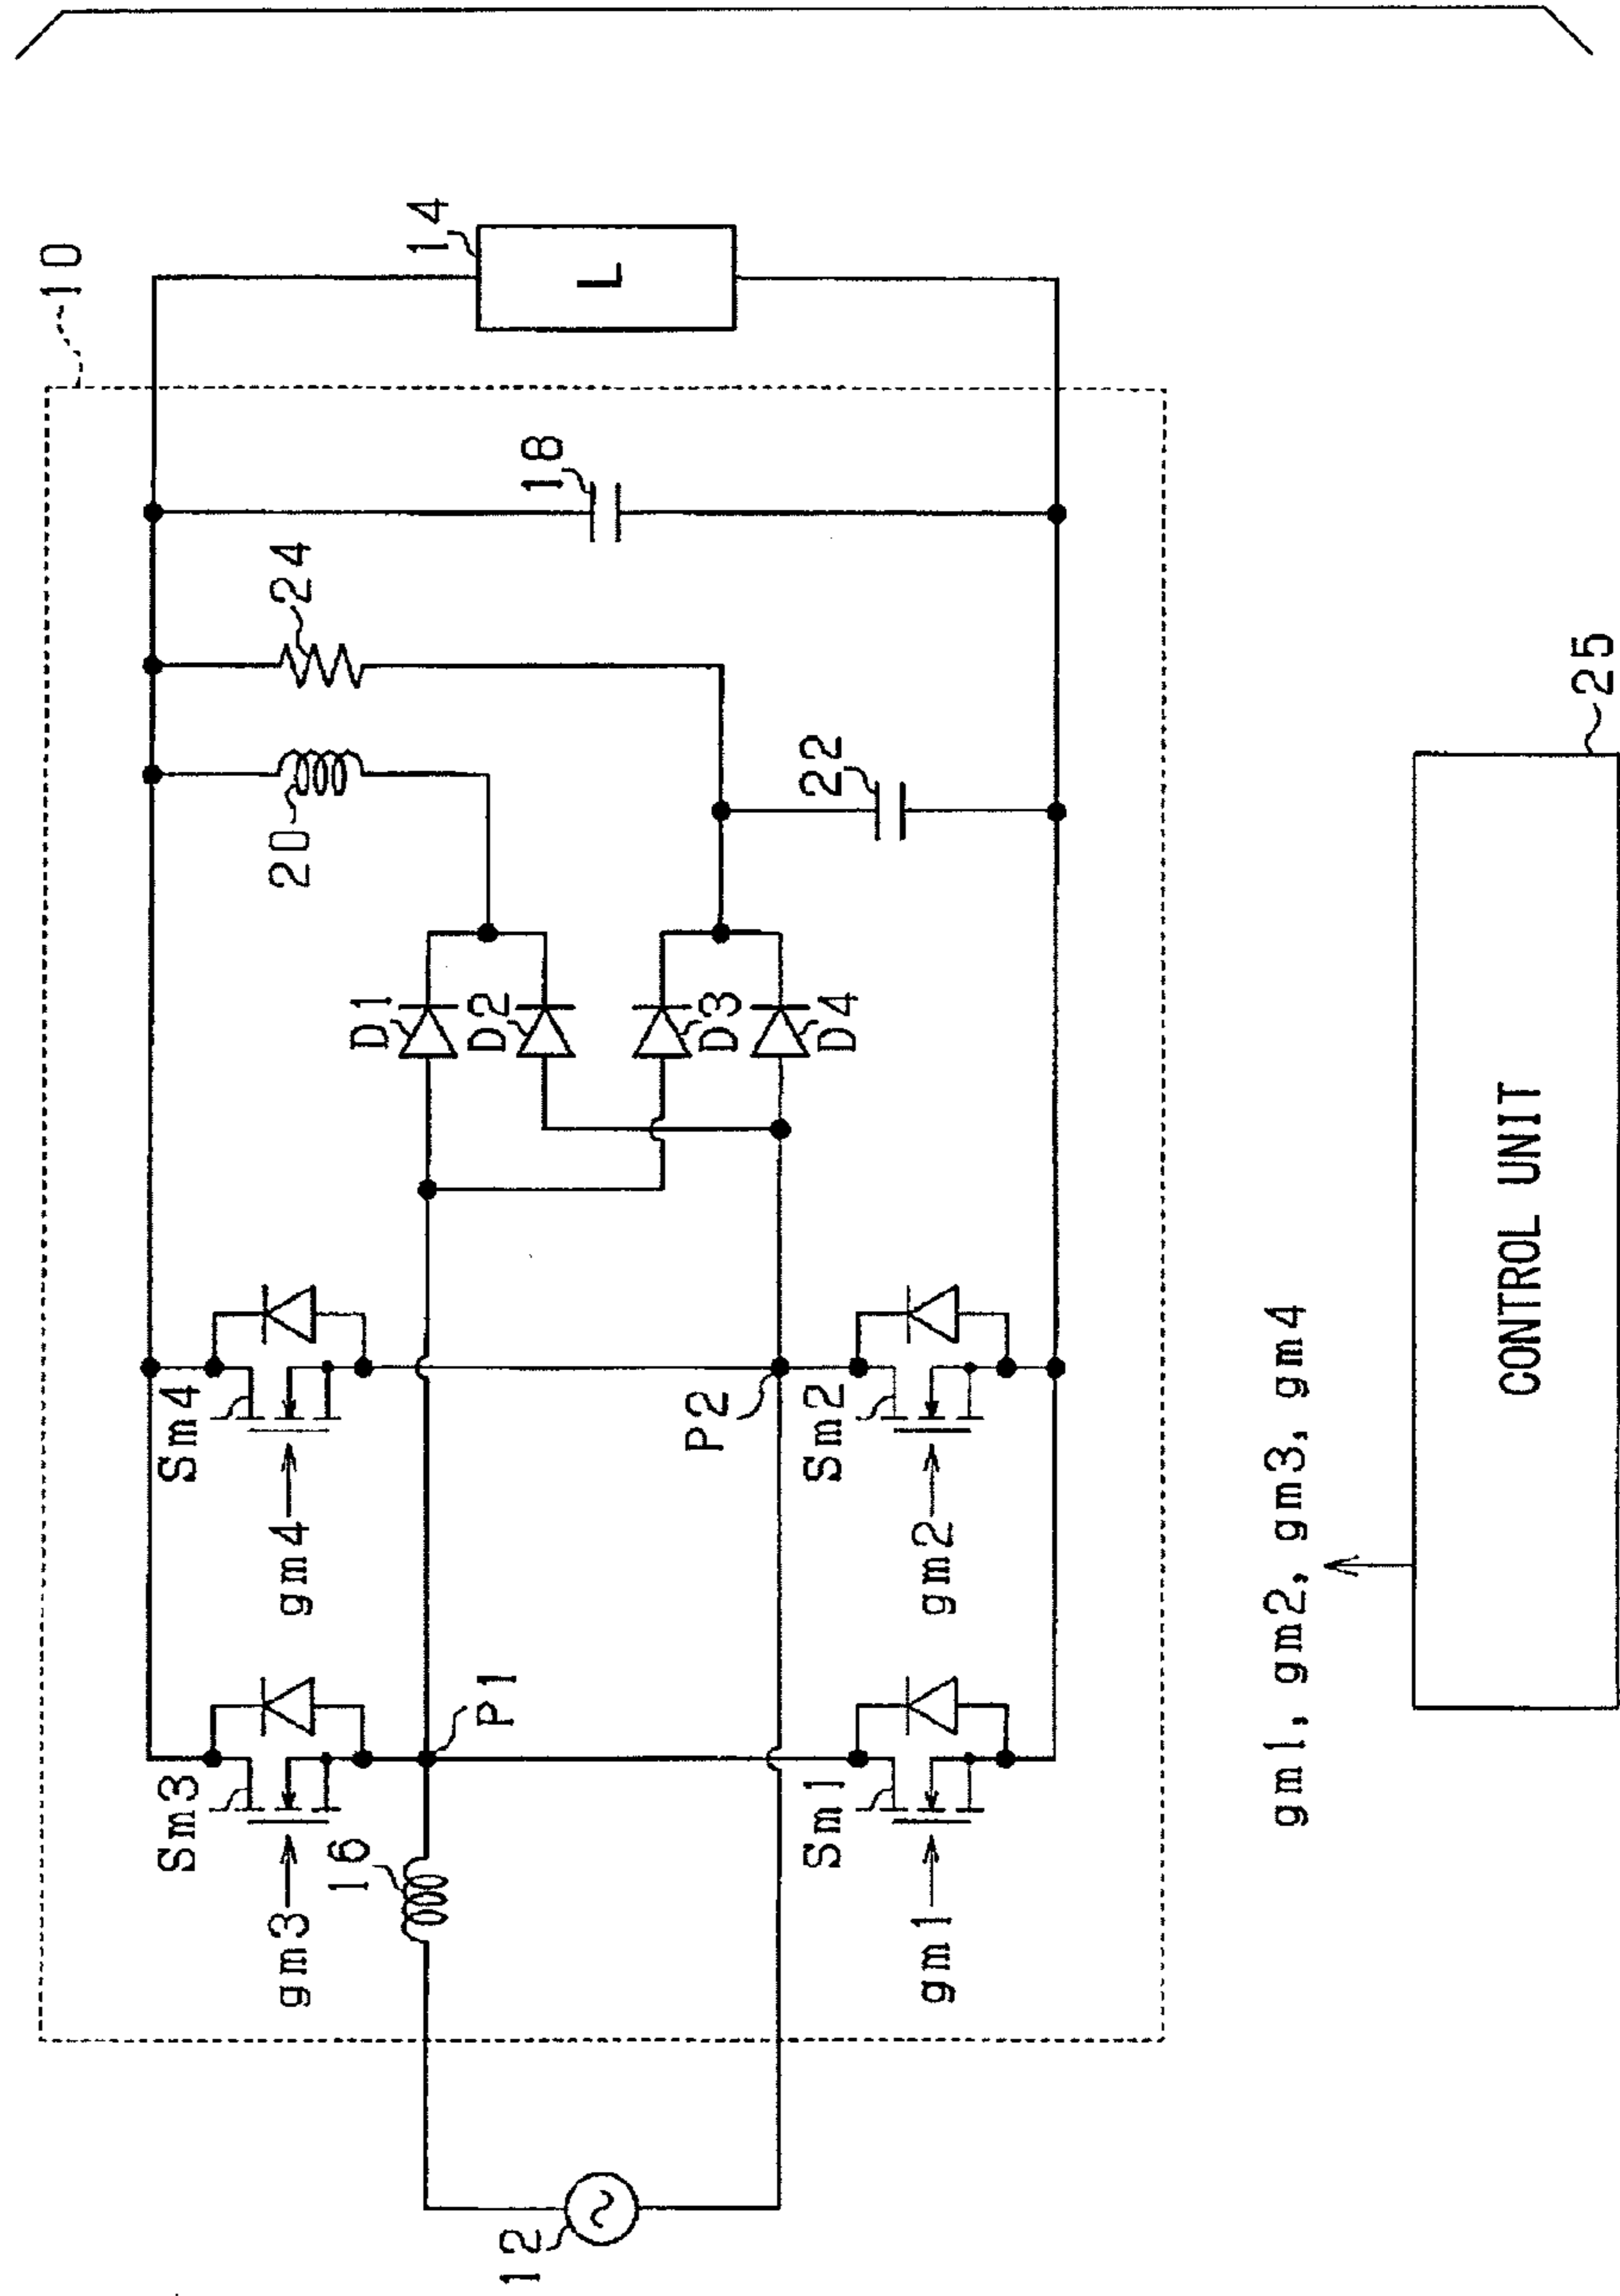 10
14
L
18
24
20
22
D1
D2
D3
D4
Sm4
gm4
P2
Sm2
gm2
Sm3
gm3
16
P1
Sm1
gm1
12
gm1, gm2, gm3, gm4
CONTROL UNIT
25